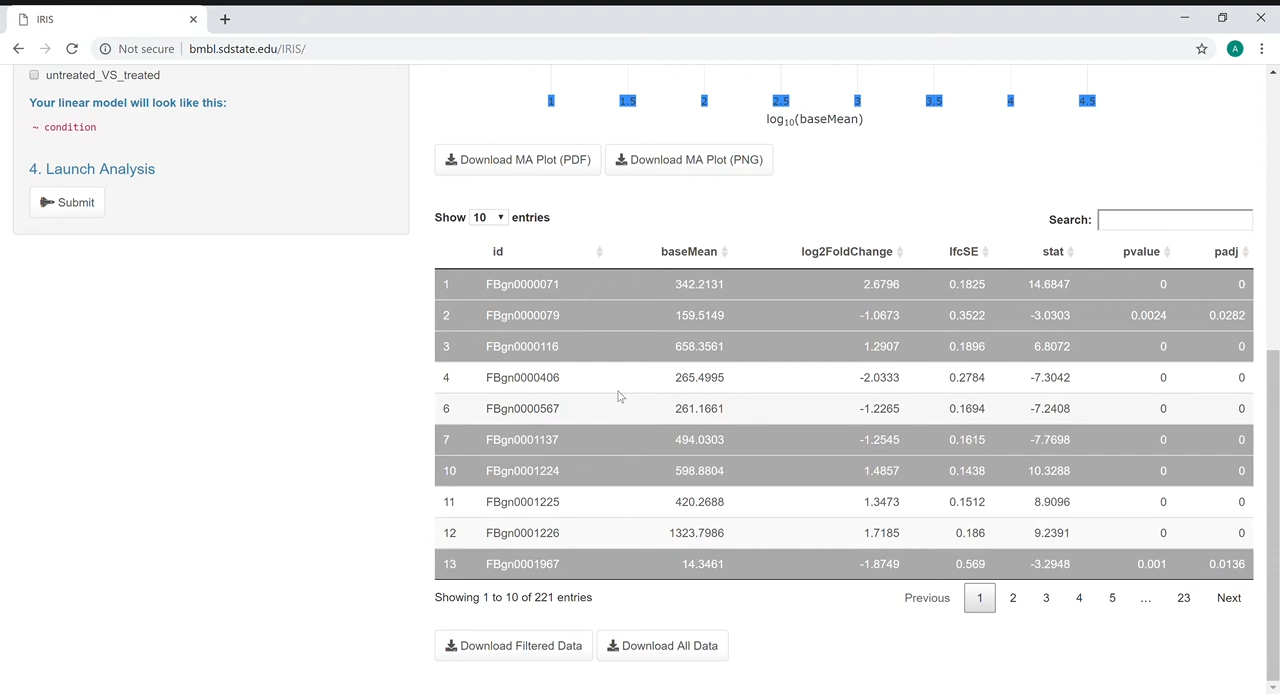 IRIS
Not secure bmbl.sdstate.edu/IRIS/
A
untreated_VS_treated
Your linear model will look like this:
~ condition
4. Launch Analysis
Submit
1 1.5 2 2.5 3 3.5 4 4.5
log10(baseMean)
Download MA Plot (PDF) Download MA Plot (PNG)
Show 10 entries Search:
id baseMean log2FoldChange lfcSE stat pvalue padj
1 FBgn0000071 342.2131 2.6796 0.1825 14.6847 0 0
2 FBgn0000079 159.5149 -1.0673 0.3522 -3.0303 0.0024 0.0282
3 FBgn0000116 658.3561 1.2907 0.1896 6.8072 0 0
4 FBgn0000406 265.4995 -2.0333 0.2784 -7.3042 0 0
6 FBgn0000567 261.1661 -1.2265 0.1694 -7.2408 0 0
7 FBgn0001137 494.0303 -1.2545 0.1615 -7.7698 0 0
10 FBgn0001224 598.8804 1.4857 0.1438 10.3288 0 0
11 FBgn0001225 420.2688 1.3473 0.1512 8.9096 0 0
12 FBgn0001226 1323.7986 1.7185 0.186 9.2391 0 0
13 FBgn0001967 14.3461 -1.8749 0.569 -3.2948 0.001 0.0136
Showing 1 to 10 of 221 entries Previous 1 2 3 4 5 … 23 Next
Download Filtered Data Download All Data